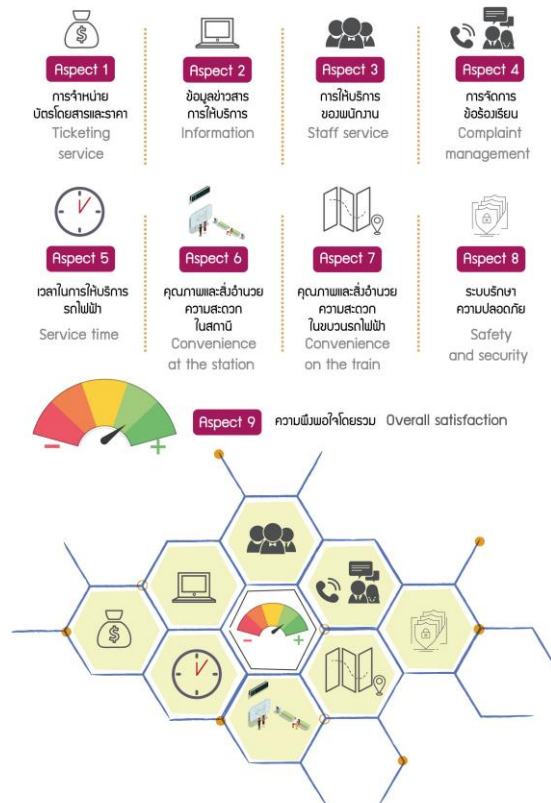 Aspect 1
การจำหน่าย
บัตรโดยสารและราคา
Ticketing
service
Aspect 2
ข้อมูลข่าวสาร
การให้บริการ
Information
Aspect 3
การให้บริการ
ของพนักงาน
Staff service
Aspect 4
การจัดการ
ข้อร้องเรียน
Complaint
management
Aspect 5
เวลาในการให้บริการ
รถไฟฟ้า
Service time
Aspect 6
คุณภาพและสิ่งอำนวย
ความสะดวก
ในสถานี
Convenience
at the station
Aspect 7
คุณภาพและสิ่งอำนวย
ความสะดวก
ในขบวนรถไฟฟ้า
Convenience
on the train
Aspect 8
ระบบรักษา
ความปลอดภัย
Safety
and security
Aspect 9 ความพึงพอใจโดยรวม Overall satisfaction